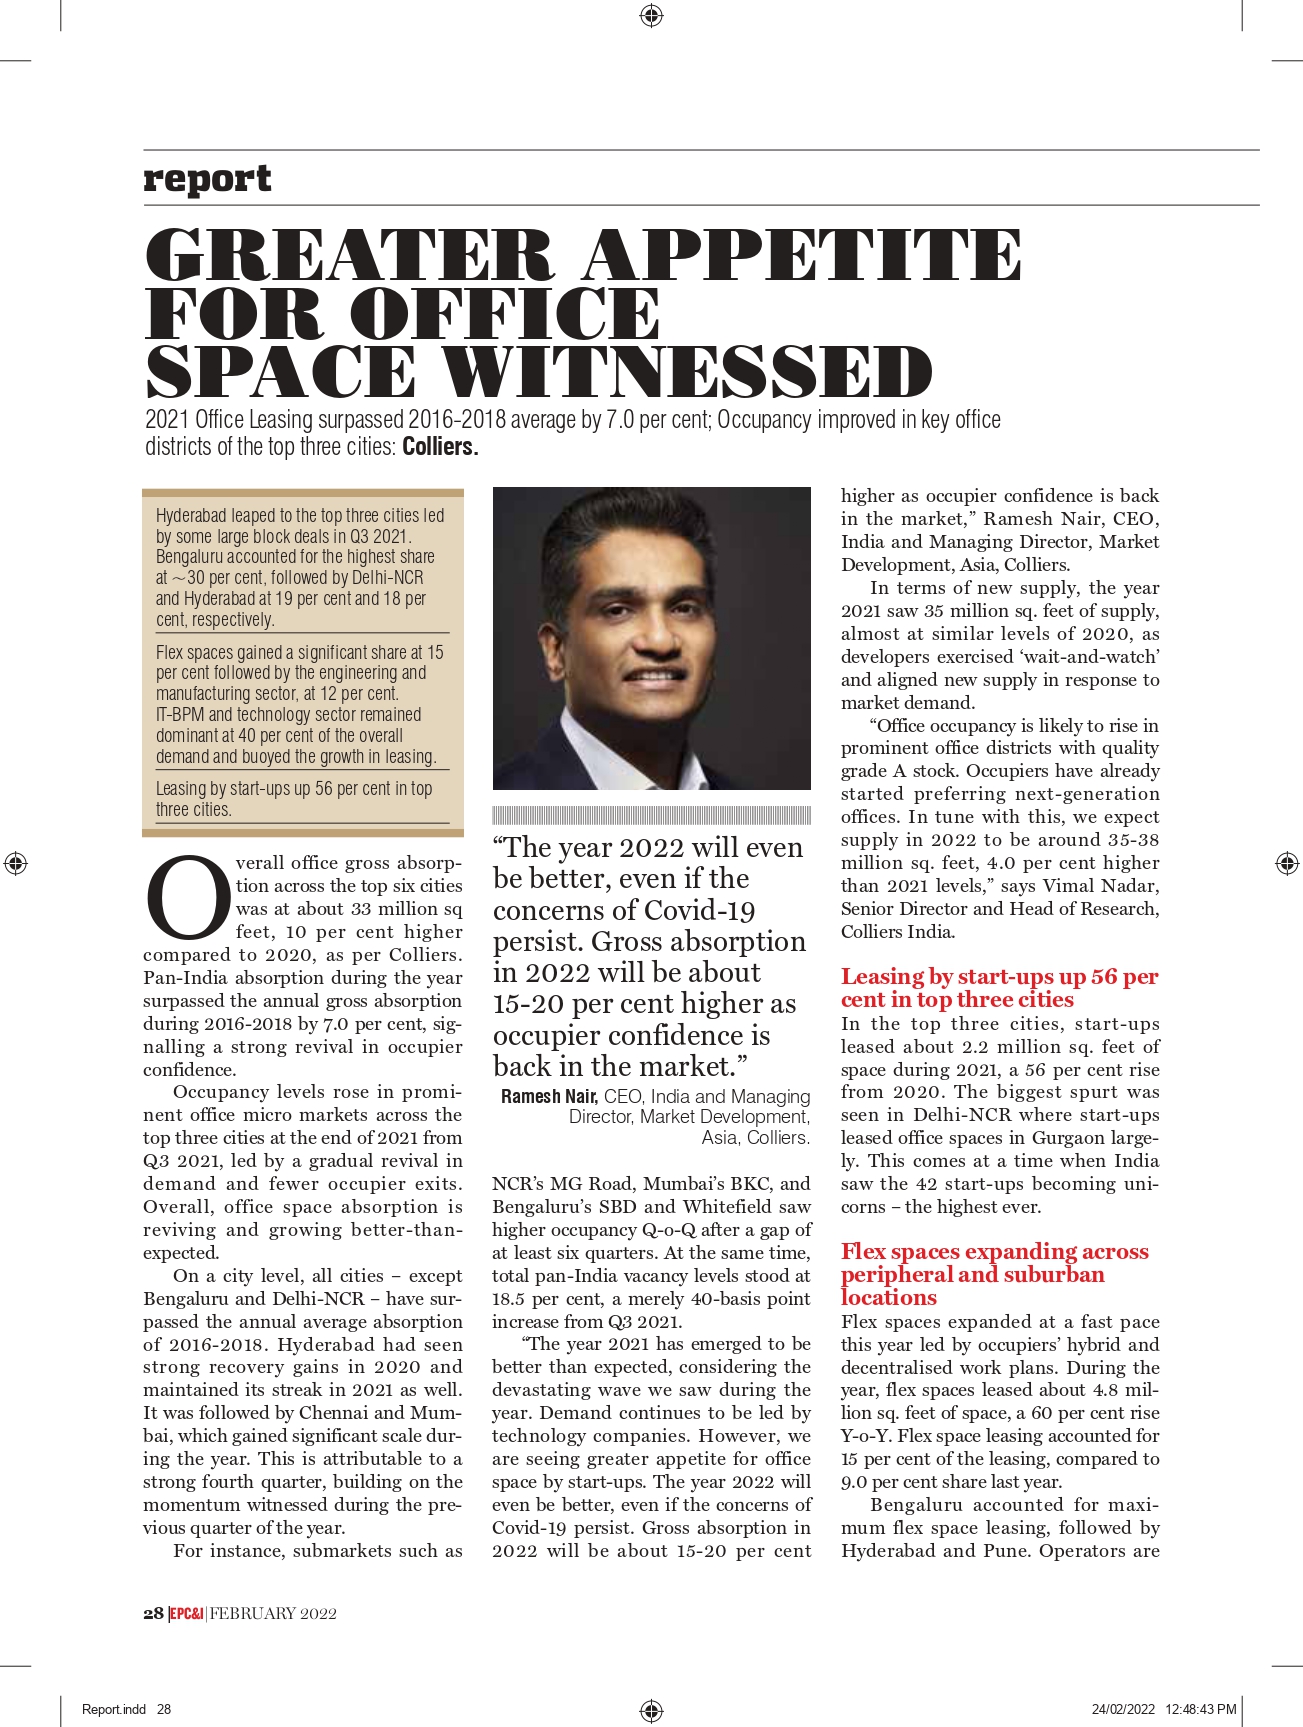 report
GREATER APPETITE
FOR OFFICE
SPACE WITNESSED
2021 Office Leasing surpassed 2016-2018 average by 7.0 per cent; Occupancy improved in key office
districts of the top three cities: Colliers.
Hyderabad leaped to the top three cities led
by some large block deals in Q3 2021.
Bengaluru accounted for the highest share
at ~30 per cent, followed by Delhi-NCR
and Hyderabad at 19 per cent and 18 per
cent, respectively.
Flex spaces gained a significant share at 15
per cent followed by the engineering and
manufacturing sector, at 12 per cent.
IT-BPM and technology sector remained
dominant at 40 per cent of the overall
demand and buoyed the growth in leasing.
Leasing by start-ups up 56 per cent in top
three cities.
Overall office gross absorp-
tion across the top six cities
was at about 33 million sq
feet, 10 per cent higher
compared to 2020, as per Colliers.
Pan-India absorption during the year
surpassed the annual gross absorption
during 2016-2018 by 7.0 per cent, sig-
nalling a strong revival in occupier
confidence.
Occupancy levels rose in promi-
nent office micro markets across the
top three cities at the end of 2021 from
Q3 2021, led by a gradual revival in
demand and fewer occupier exits.
Overall, office space absorption is
reviving and growing better-than-
expected.
On a city level, all cities – except
Bengaluru and Delhi-NCR – have sur-
passed the annual average absorption
of 2016-2018. Hyderabad had seen
strong recovery gains in 2020 and
maintained its streak in 2021 as well.
It was followed by Chennai and Mum-
bai, which gained significant scale dur-
ing the year. This is attributable to a
strong fourth quarter, building on the
momentum witnessed during the pre-
vious quarter of the year.
For instance, submarkets such as
“The year 2022 will even
be better, even if the
concerns of Covid-19
persist. Gross absorption
in 2022 will be about
15-20 per cent higher as
occupier confidence is
back in the market.”
Ramesh Nair, CEO, India and Managing
Director, Market Development,
Asia, Colliers.
NCR’s MG Road, Mumbai’s BKC, and
Bengaluru’s SBD and Whitefield saw
higher occupancy Q-o-Q after a gap of
at least six quarters. At the same time,
total pan-India vacancy levels stood at
18.5 per cent, a merely 40-basis point
increase from Q3 2021.
“The year 2021 has emerged to be
better than expected, considering the
devastating wave we saw during the
year. Demand continues to be led by
technology companies. However, we
are seeing greater appetite for office
space by start-ups. The year 2022 will
even be better, even if the concerns of
Covid-19 persist. Gross absorption in
2022 will be about 15-20 per cent
higher as occupier confidence is back
in the market,” Ramesh Nair, CEO,
India and Managing Director, Market
Development, Asia, Colliers.
In terms of new supply, the year
2021 saw 35 million sq. feet of supply,
almost at similar levels of 2020, as
developers exercised ‘wait-and-watch’
and aligned new supply in response to
market demand.
“Office occupancy is likely to rise in
prominent office districts with quality
grade A stock. Occupiers have already
started preferring next-generation
offices. In tune with this, we expect
supply in 2022 to be around 35-38
million sq. feet, 4.0 per cent higher
than 2021 levels,” says Vimal Nadar,
Senior Director and Head of Research,
Colliers India.
Leasing by start-ups up 56 per
cent in top three cities
In the top three cities, start-ups
leased about 2.2 million sq. feet of
space during 2021, a 56 per cent rise
from 2020. The biggest spurt was
seen in Delhi-NCR where start-ups
leased office spaces in Gurgaon large-
ly. This comes at a time when India
saw the 42 start-ups becoming uni-
corns – the highest ever.
Flex spaces expanding across
peripheral and suburban
locations
Flex spaces expanded at a fast pace
this year led by occupiers’ hybrid and
decentralised work plans. During the
year, flex spaces leased about 4.8 mil-
lion sq. feet of space, a 60 per cent rise
Y-o-Y. Flex space leasing accounted for
15 per cent of the leasing, compared to
9.0 per cent share last year.
Bengaluru accounted for maxi-
mum flex space leasing, followed by
Hyderabad and Pune. Operators are
28 |EPC&I|FEBRUARY 2022
Report.indd 28
24/02/2022 12:48:43 PM